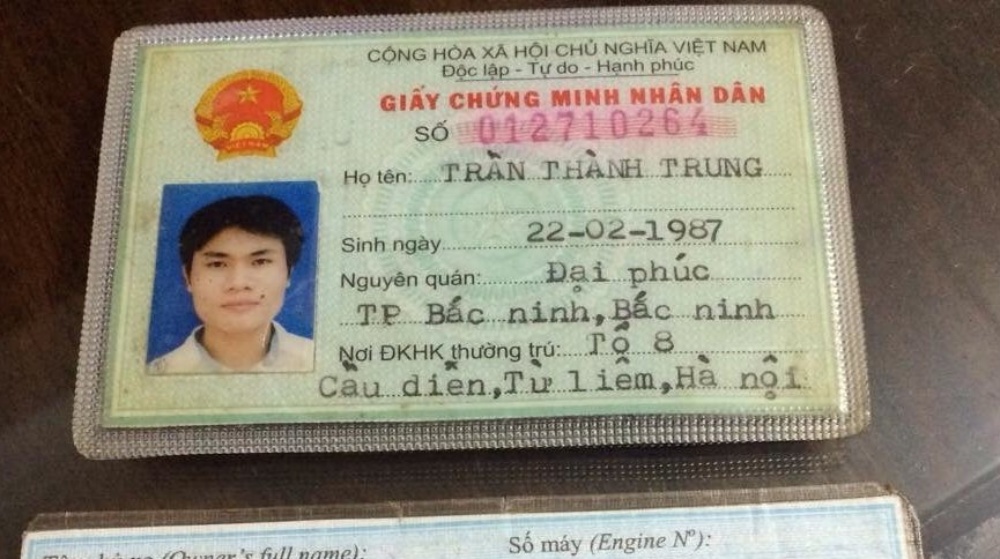 CỘNG HÒA XÃ HỘI CHỦ NGHĨA VIỆT NAM
Độc lập - Tự do - Hạnh phúc
GIẤY CHỨNG MINH NHÂN DÂN
SỐ 012710264
VIỆT NAM
Họ tên: TRẦN THÀNH TRUNG
Sinh ngày 22-02-1987
Nguyên quán: Đại phúc
TP Bắc ninh, Bắc ninh
Nơi ĐKHK thường trú: Tổ 8
Cầu diễn, Từ liêm, Hà nội
(Owner's full name):
Số máy (Engine Nº):